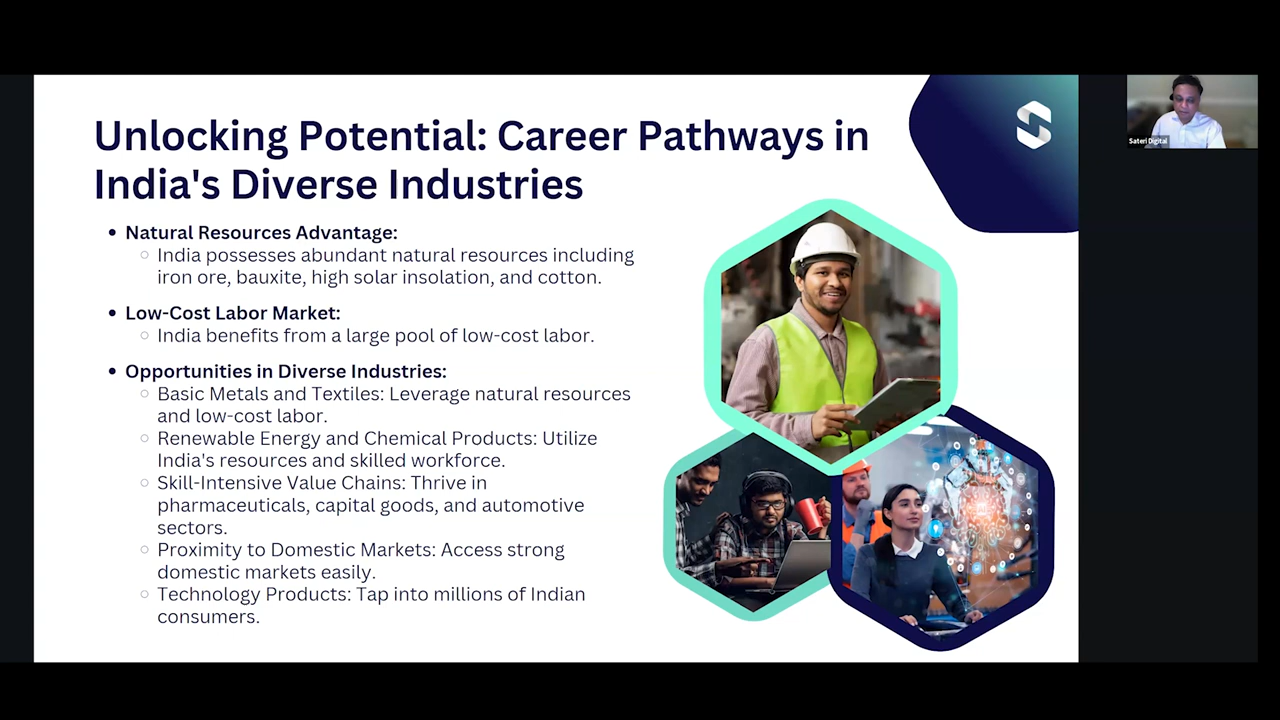 Unlocking Potential: Career Pathways in
India's Diverse Industries
• Natural Resources Advantage:
○ India possesses abundant natural resources including
iron ore, bauxite, high solar insolation, and cotton.
• Low-Cost Labor Market:
○ India benefits from a large pool of low-cost labor.
• Opportunities in Diverse Industries:
○ Basic Metals and Textiles: Leverage natural resources
and low-cost labor.
○ Renewable Energy and Chemical Products: Utilize
India's resources and skilled workforce.
○ Skill-Intensive Value Chains: Thrive in
pharmaceuticals, capital goods, and automotive
sectors.
○ Proximity to Domestic Markets: Access strong
domestic markets easily.
○ Technology Products: Tap into millions of Indian
consumers.
S
Sateri Digital
AI